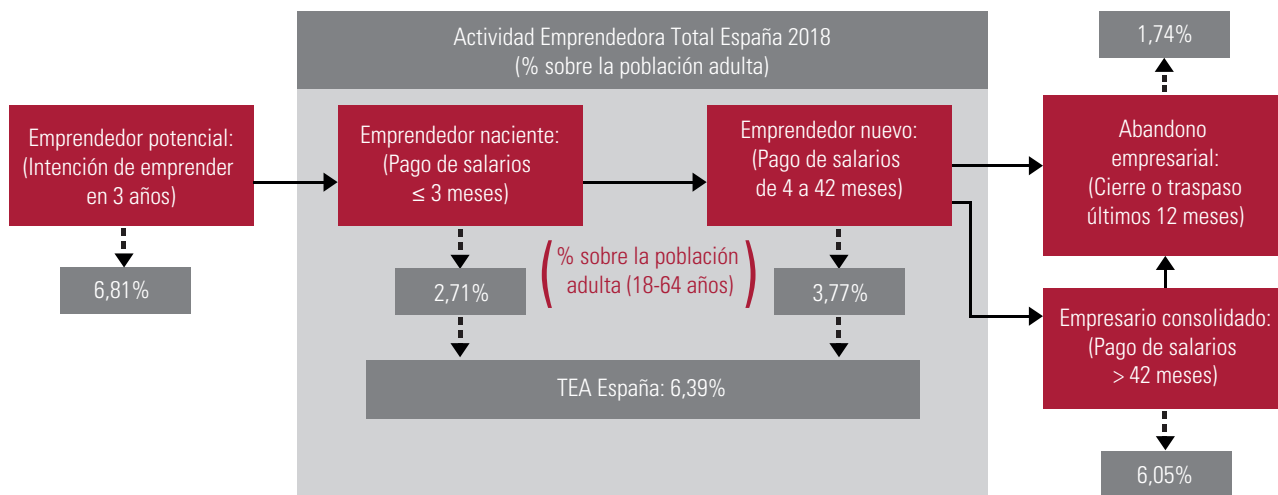 Actividad Emprendedora Total España 2018
(% sobre la población adulta)
Emprendedor potencial:
(Intención de emprender
en 3 años)
6,81%
Emprendedor naciente:
(Pago de salarios
≤ 3 meses)
2,71%
(% sobre la población
adulta (18-64 años))
Emprendedor nuevo:
(Pago de salarios
de 4 a 42 meses)
3,77%
TEA España: 6,39%
1,74%
Abandono
empresarial:
(Cierre o traspaso
últimos 12 meses)
Empresario consolidado:
(Pago de salarios
> 42 meses)
6,05%